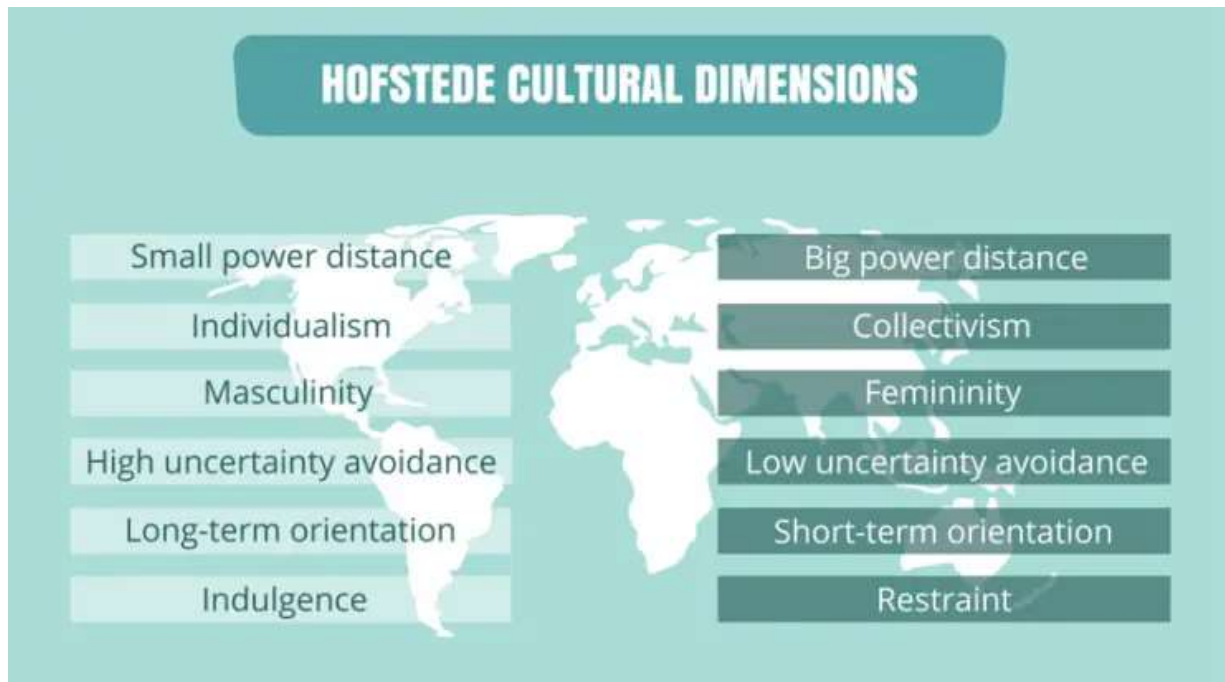 HOFSTEDE CULTURAL DIMENSIONS
Small power distance
Big power distance
Individualism
Collectivism
Masculinity
Femininity
High uncertainty avoidance
Low uncertainty avoidance
Long-term orientation
Short-term orientation
Indulgence
Restraint